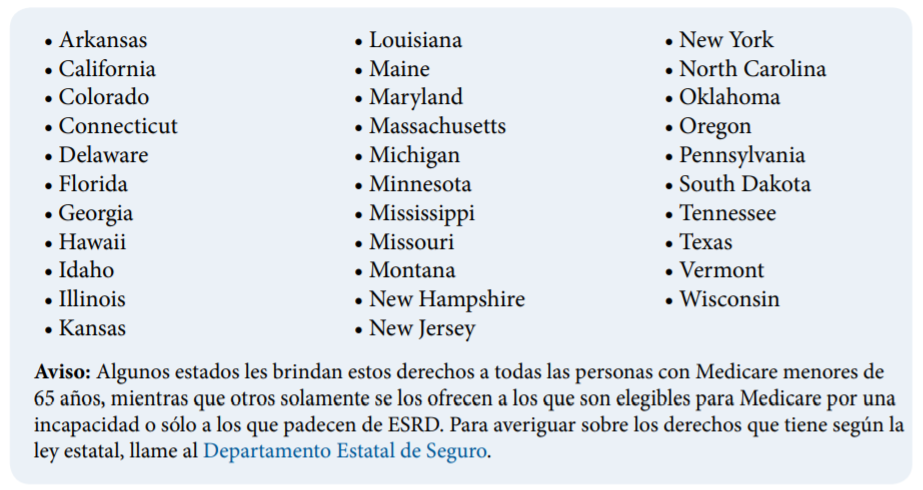 • Arkansas
• California
• Colorado
• Connecticut
• Delaware
• Florida
• Georgia
• Hawaii
• Idaho
• Illinois
• Kansas
• Louisiana
• Maine
• Maryland
• Massachusetts
• Michigan
• Minnesota
• Mississippi
• Missouri
• Montana
• New Hampshire
• New Jersey
• New York
• North Carolina
• Oklahoma
• Oregon
• Pennsylvania
• South Dakota
• Tennessee
• Texas
• Vermont
• Wisconsin
Aviso: Algunos estados les brindan estos derechos a todas las personas con Medicare menores de
65 años, mientras que otros solamente se los ofrecen a los que son elegibles para Medicare por una
incapacidad o sólo a los que padecen de ESRD. Para averiguar sobre los derechos que tiene según la
ley estatal, llame al Departamento Estatal de Seguro.